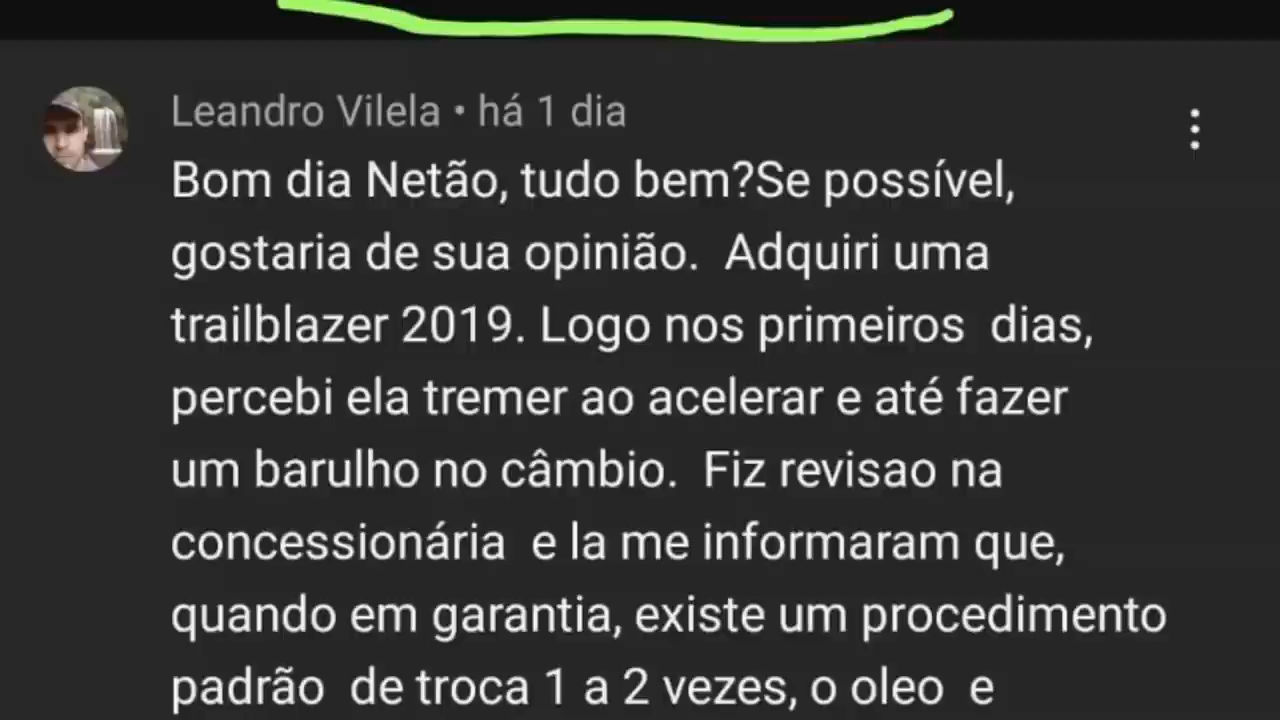 Leandro Vilela • há 1 dia
Bom dia Netão, tudo bem?Se possível,
gostaria de sua opinião.  Adquiri uma
trailblazer 2019. Logo nos primeiros  dias,
percebi ela tremer ao acelerar e até fazer
um barulho no câmbio.  Fiz revisao na
concessionária  e la me informaram que,
quando em garantia, existe um procedimento
padrão  de troca 1 a 2 vezes, o oleo  e